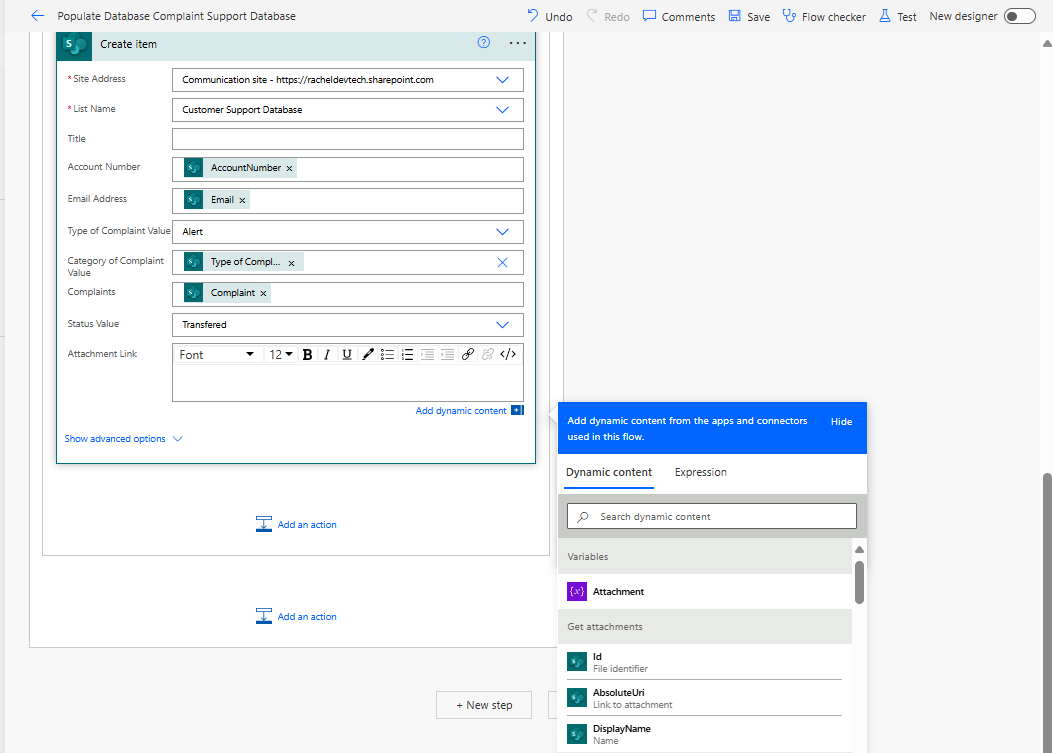 Populate Database Complaint Support Database
Undo
Redo
Comments
Save
Flow checker
Test
New designer
Create item
* Site Address
Communication site - https://racheldevtech.sharepoint.com
* List Name
Customer Support Database
Title
Account Number
AccountNumber ×
Email Address
Email ×
Type of Complaint Value
Alert
Category of Complaint
Value
Type of Compl... ×
Complaints
Complaint ×
Status Value
Transfered
Attachment Link
Font
12
B I U </>
Add dynamic content
Show advanced options
Add an action
Add an action
+ New step
Add dynamic content from the apps and connectors
used in this flow.
Hide
Dynamic content
Expression
Search dynamic content
Variables
{x} Attachment
Get attachments
Id
File identifier
AbsoluteUri
Link to attachment
DisplayName
Name